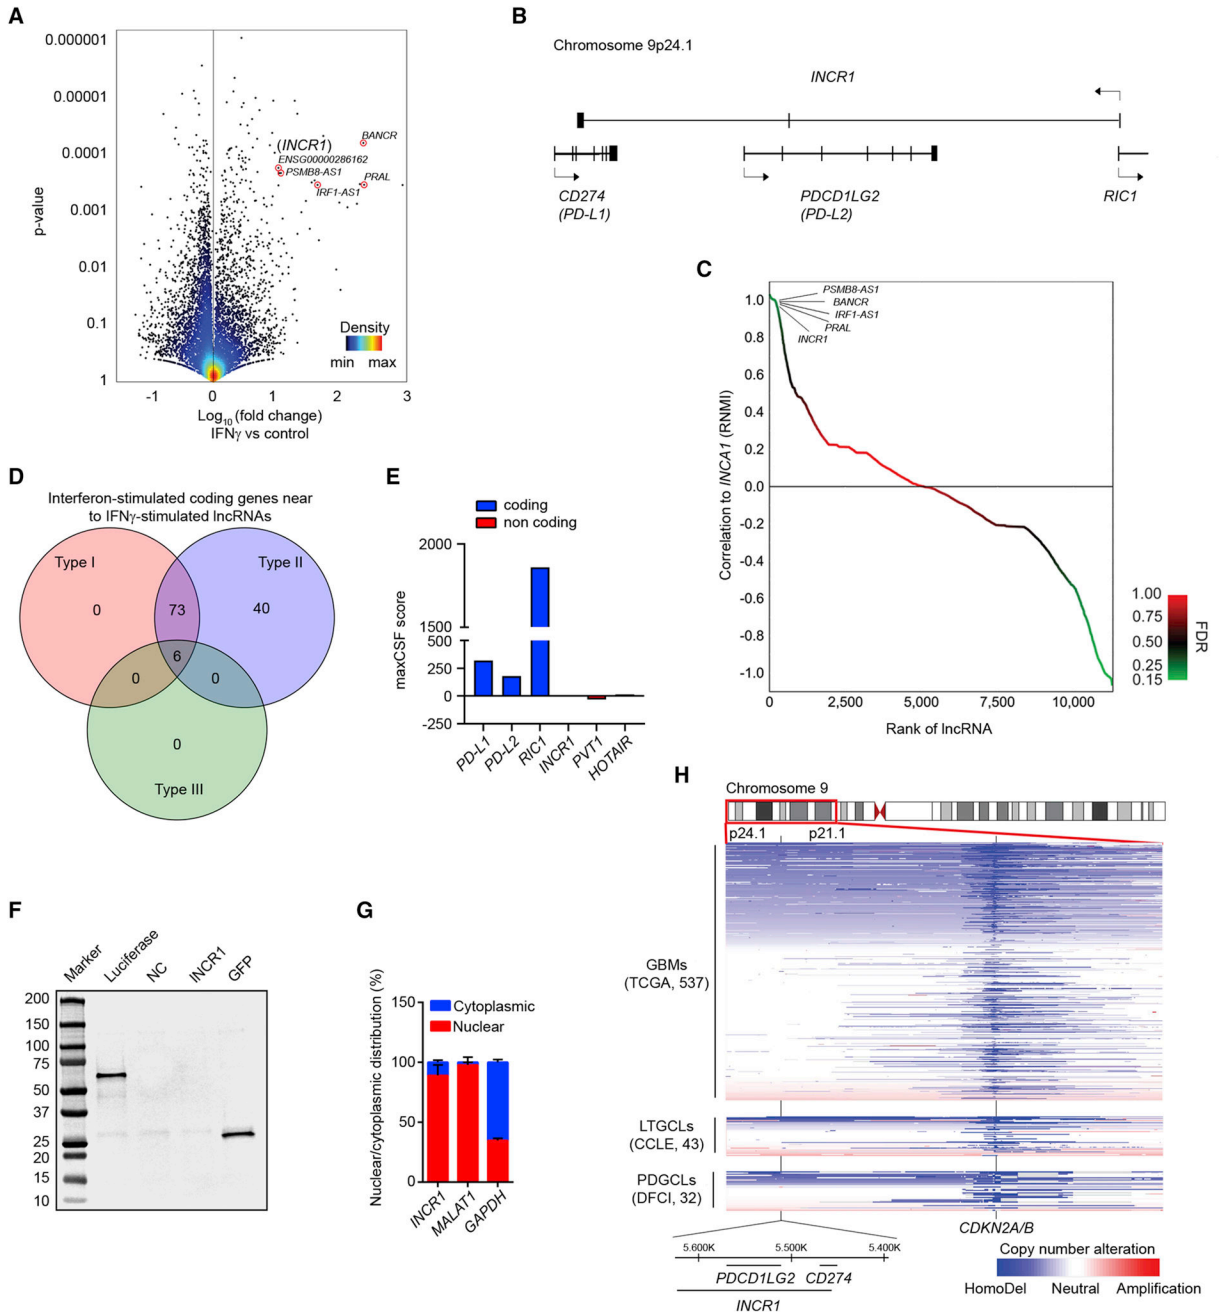 A
p-value
0.000001
0.00001
0.0001
0.001
0.01
0.1
1
BANCR
(INCR1)
ENSG00000286162
PSMB8-AS1
PRAL
IRF1-AS1
Density
min max
-1 0 1 2 3
Log10 (fold change)
IFNγ vs control
B
Chromosome 9p24.1
INCR1
CD274
(PD-L1)
PDCD1LG2
(PD-L2)
RIC1
C
Correlation to INCA1 (RNMI)
1.0
0.8
0.6
0.4
0.2
0.0
-0.2
-0.4
-0.6
-0.8
-1.0
PSMB8-AS1
BANCR
IRF1-AS1
PRAL
INCR1
0 2,500 5,000 7,500 10,000
Rank of lncRNA
1.00
0.75
0.50
0.25
0.15
FDR
D
Interferon-stimulated coding genes near
to IFNγ-stimulated lncRNAs
Type I
Type II
0
73
40
6
0
0
0
Type III
E
coding
non coding
maxCSF score
2000
1500
500
250
0
-250
PD-L1
PD-L2
RIC1
INCR1
PVT1
HOTAIR
F
Marker
Luciferase
NC
INCR1
GFP
200
150
100
75
50
37
25
20
15
10
G
Nuclear/cytoplasmic distribution (%)
150
100
50
0
Cytoplasmic
Nuclear
INCR1
MALAT1
GAPDH
H
Chromosome 9
p24.1 p21.1
GBMs
(TCGA, 537)
LTGCLs
(CCLE, 43)
PDGCLs
(DFCI, 32)
CDKN2A/B
5.600K 5.500K 5.400K
PDCD1LG2 CD274
INCR1
Copy number alteration
HomoDel Neutral Amplification